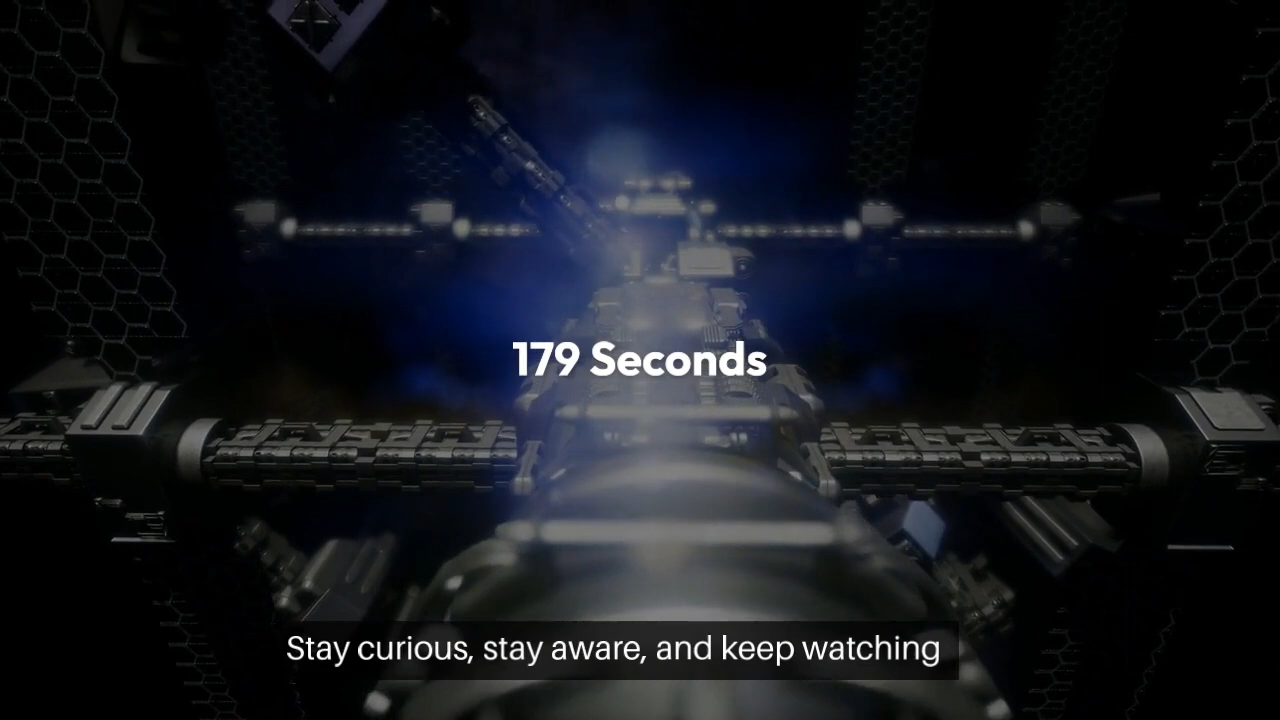 179 Seconds
Stay curious, stay aware, and keep watching